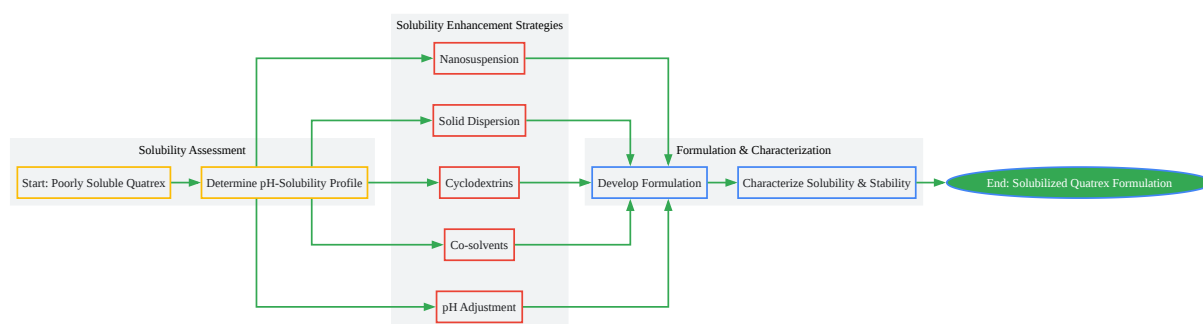 Solubility Enhancement Strategies
Nanosuspension
Solid Dispersion
Solubility Assessment
Formulation & Characterization
Start: Poorly Soluble Quatrex
Determine pH-Solubility Profile
Cyclodextrins
Develop Formulation
Characterize Solubility & Stability
End: Solubilized Quatrex Formulation
Co-solvents
pH Adjustment